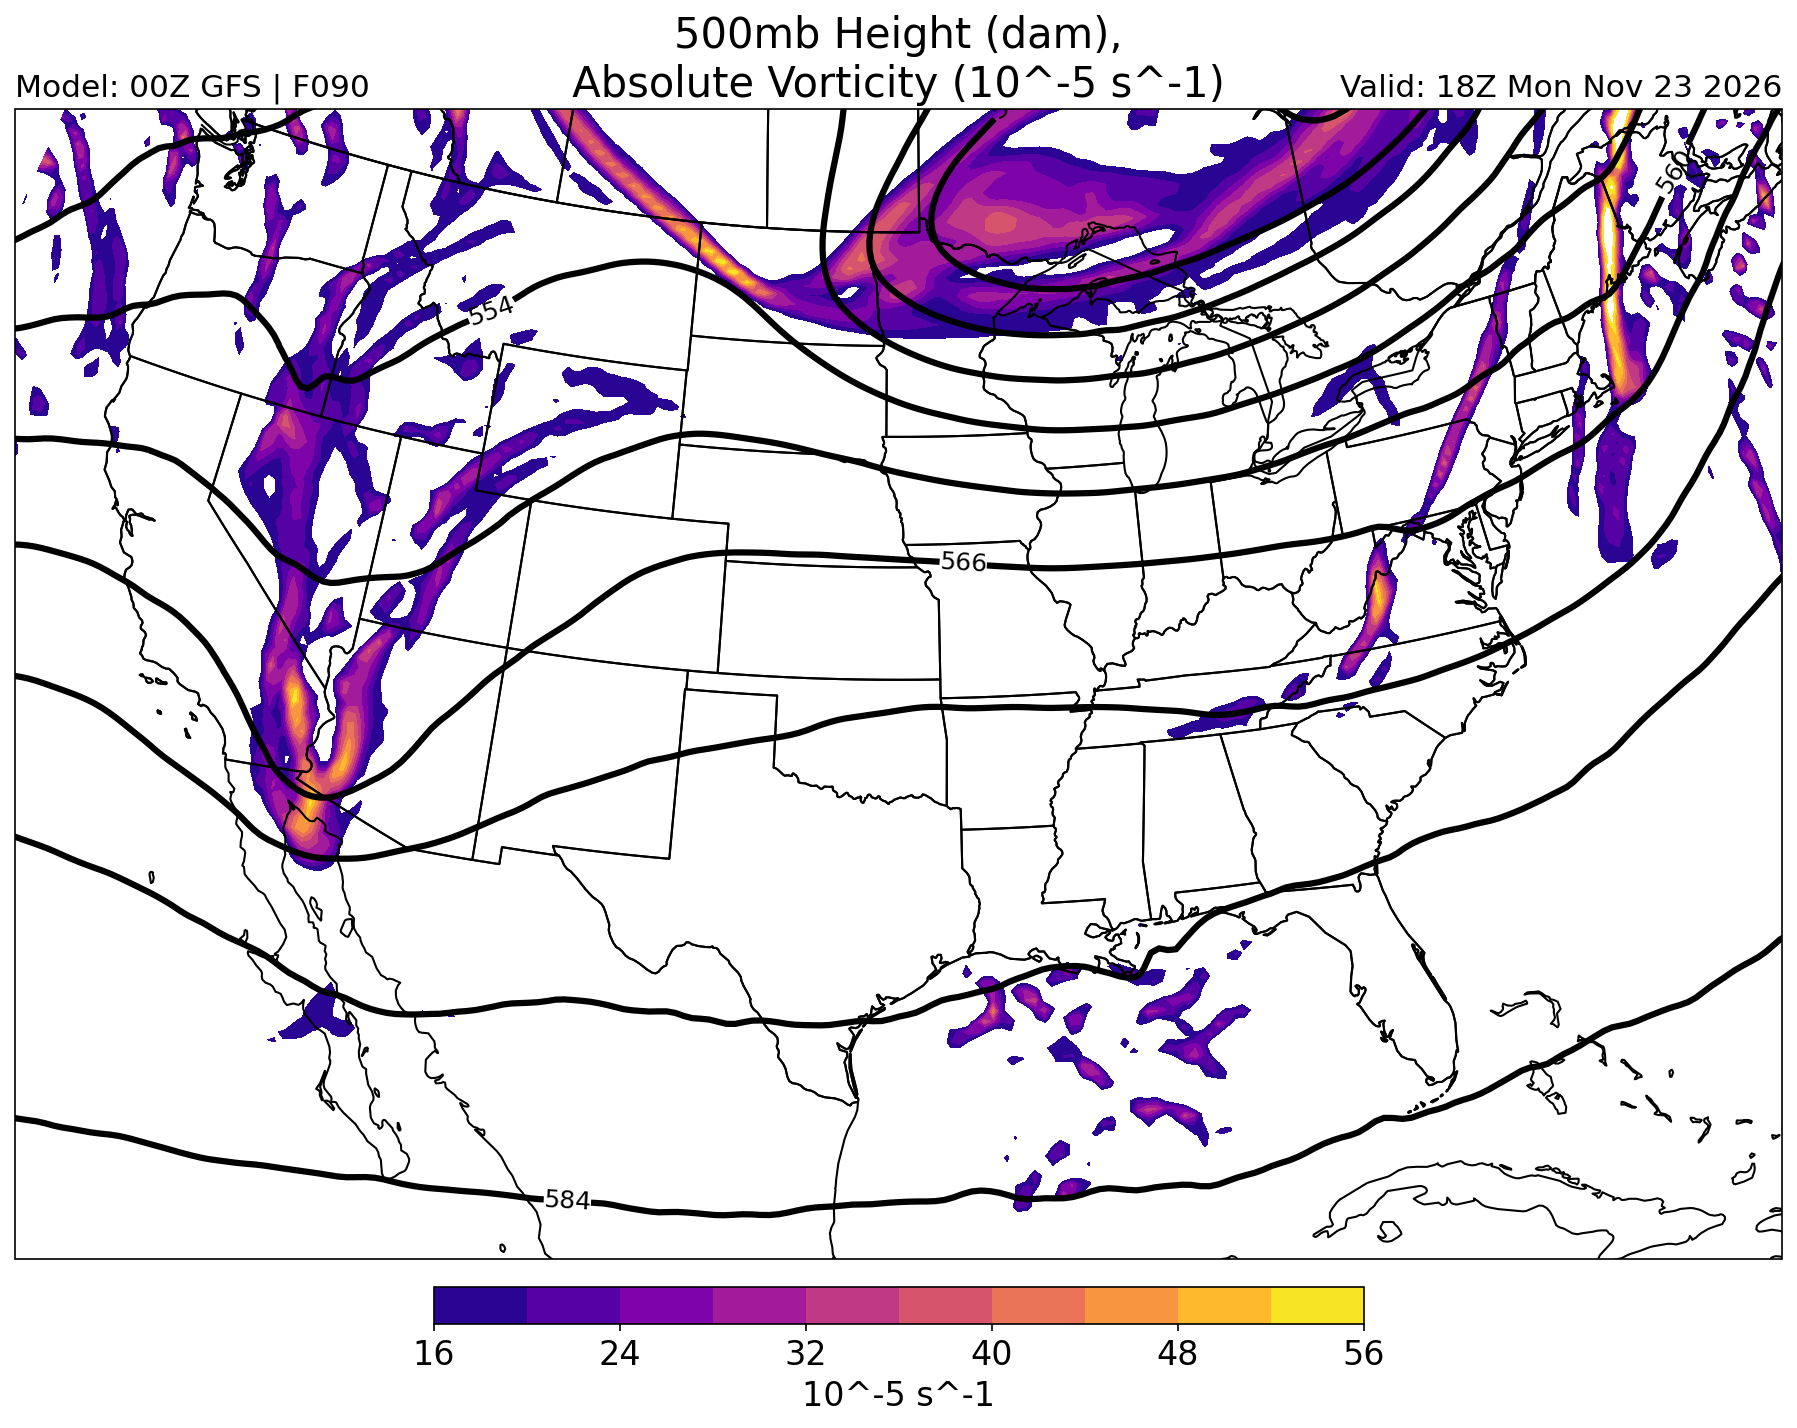 500mb Height (dam),
Absolute Vorticity (10^-5 s^-1)
Model: 00Z GFS | F090
Valid: 18Z Mon Nov 23 2026
554
566
584
16 24 32 40 48 56
10^-5 s^-1